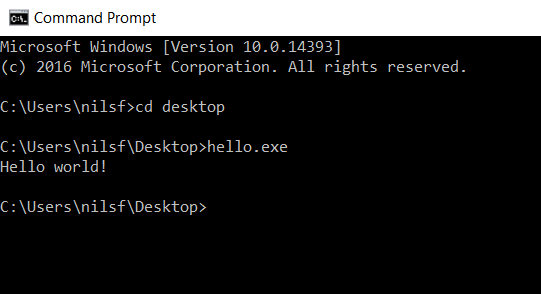 Command Prompt
Microsoft Windows [Version 10.0.14393]
(c) 2016 Microsoft Corporation. All rights reserved.
C:\Users\nilsf>cd desktop
C:\Users\nilsf\Desktop>hello.exe
Hello world!
C:\Users\nilsf\Desktop>